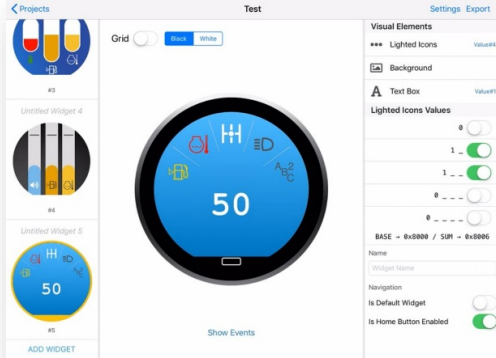 Projects
Test
Settings Export
#3
Untitled Widget 4
#4
Untitled Widget 5
50
#5
ADD WIDGET
Grid
Black White
A B 2 C
50
Show Events
Visual Elements
Lighted Icons Value#4
Background
A Text Box Value#1
Lighted Icons Values
0
1 _
1 _ _
0 _ _ _
0 _ _ _ _
BASE → 0x8000 / SUM → 0x8006
Name
Widget Name
Navigation
Is Default Widget
Is Home Button Enabled